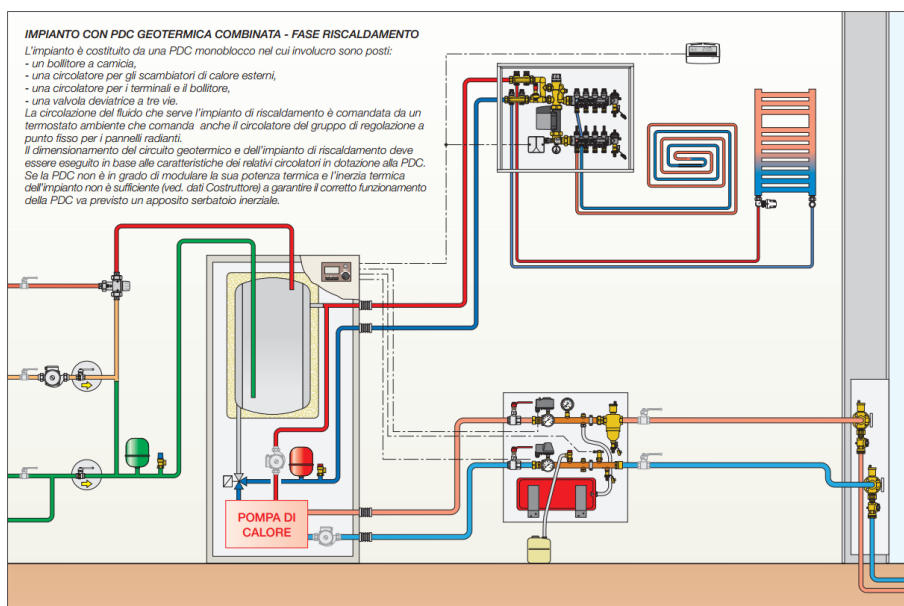 IMPIANTO CON PDC GEOTERMICA COMBINATA - FASE RISCALDAMENTO
L'impianto è costituito da una PDC monoblocco nel cui involucro sono posti:
- un bollitore a camicia,
- una circolatore per gli scambiatori di calore esterni,
- una circolatore per i terminali e il bollitore,
- una valvola deviatrice a tre vie.
La circolazione del fluido che serve l'impianto di riscaldamento è comandata da un
termostato ambiente che comanda anche il circolatore del gruppo di regolazione a
punto fisso per i pannelli radianti.
Il dimensionamento del circuito geotermico e dell'impianto di riscaldamento deve
essere eseguito in base alle caratteristiche dei relativi circolatori in dotazione alla PDC.
Se la PDC non è in grado di modulare la sua potenza termica e l'inerzia termica
dell'impianto non è sufficiente (ved. dati Costruttore) a garantire il corretto funzionamento
della PDC va previsto un apposito serbatoio inerziale.
POMPA DI
CALORE